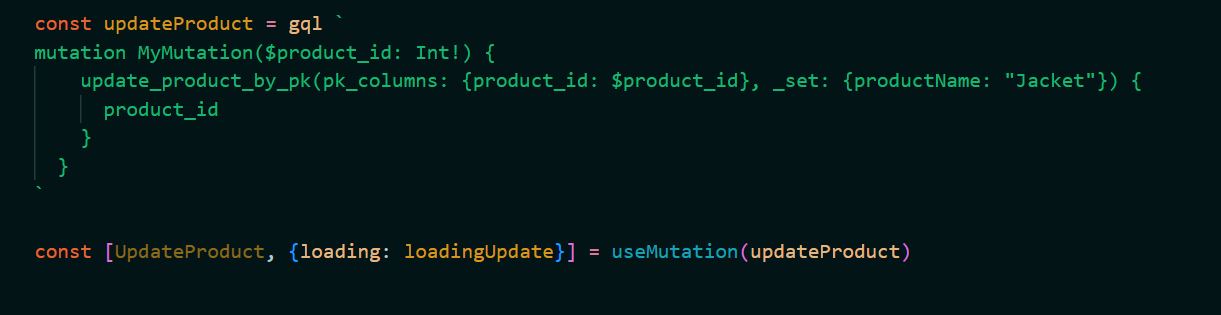 const updateProduct = gql `
mutation MyMutation($product_id: Int!) {
    update_product_by_pk(pk_columns: {product_id: $product_id}, _set: {productName: "Jacket"}) {
      product_id
    }
  }
`
const [UpdateProduct, {loading: loadingUpdate}] = useMutation(updateProduct)